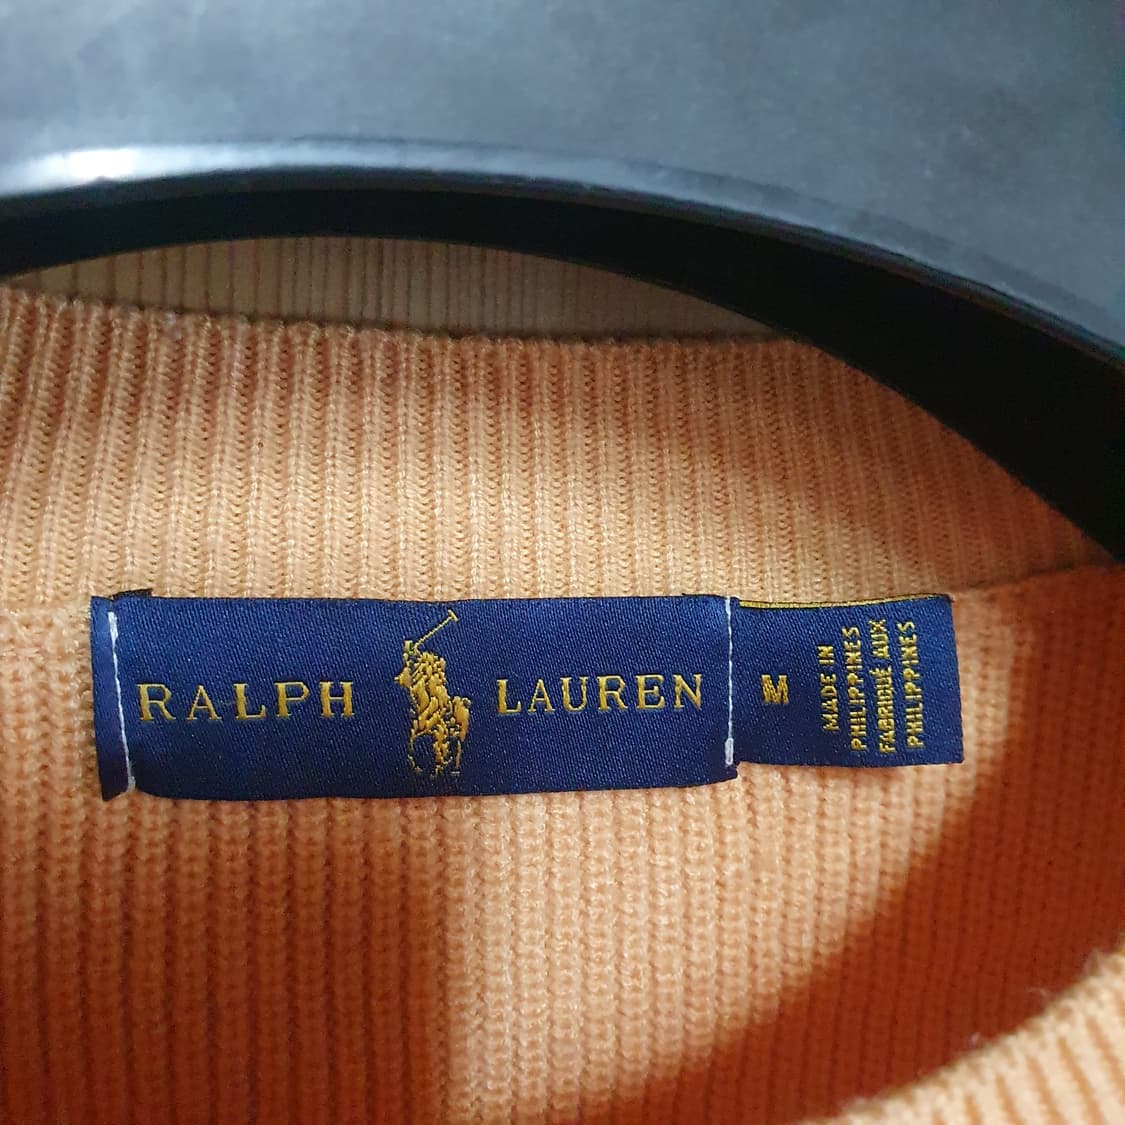 RALPH LAUREN
M
MADE IN
PHILIPPINES
FABRIQUÉ AUX
PHILIPPINES